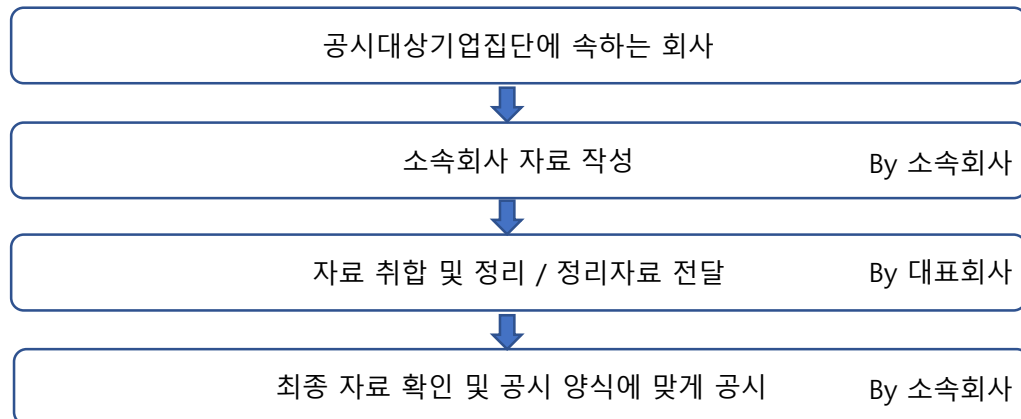 공시대상기업집단에 속하는 회사
소속회사 자료 작성 By 소속회사
자료 취합 및 정리 / 정리자료 전달 By 대표회사
최종 자료 확인 및 공시 양식에 맞게 공시 By 소속회사